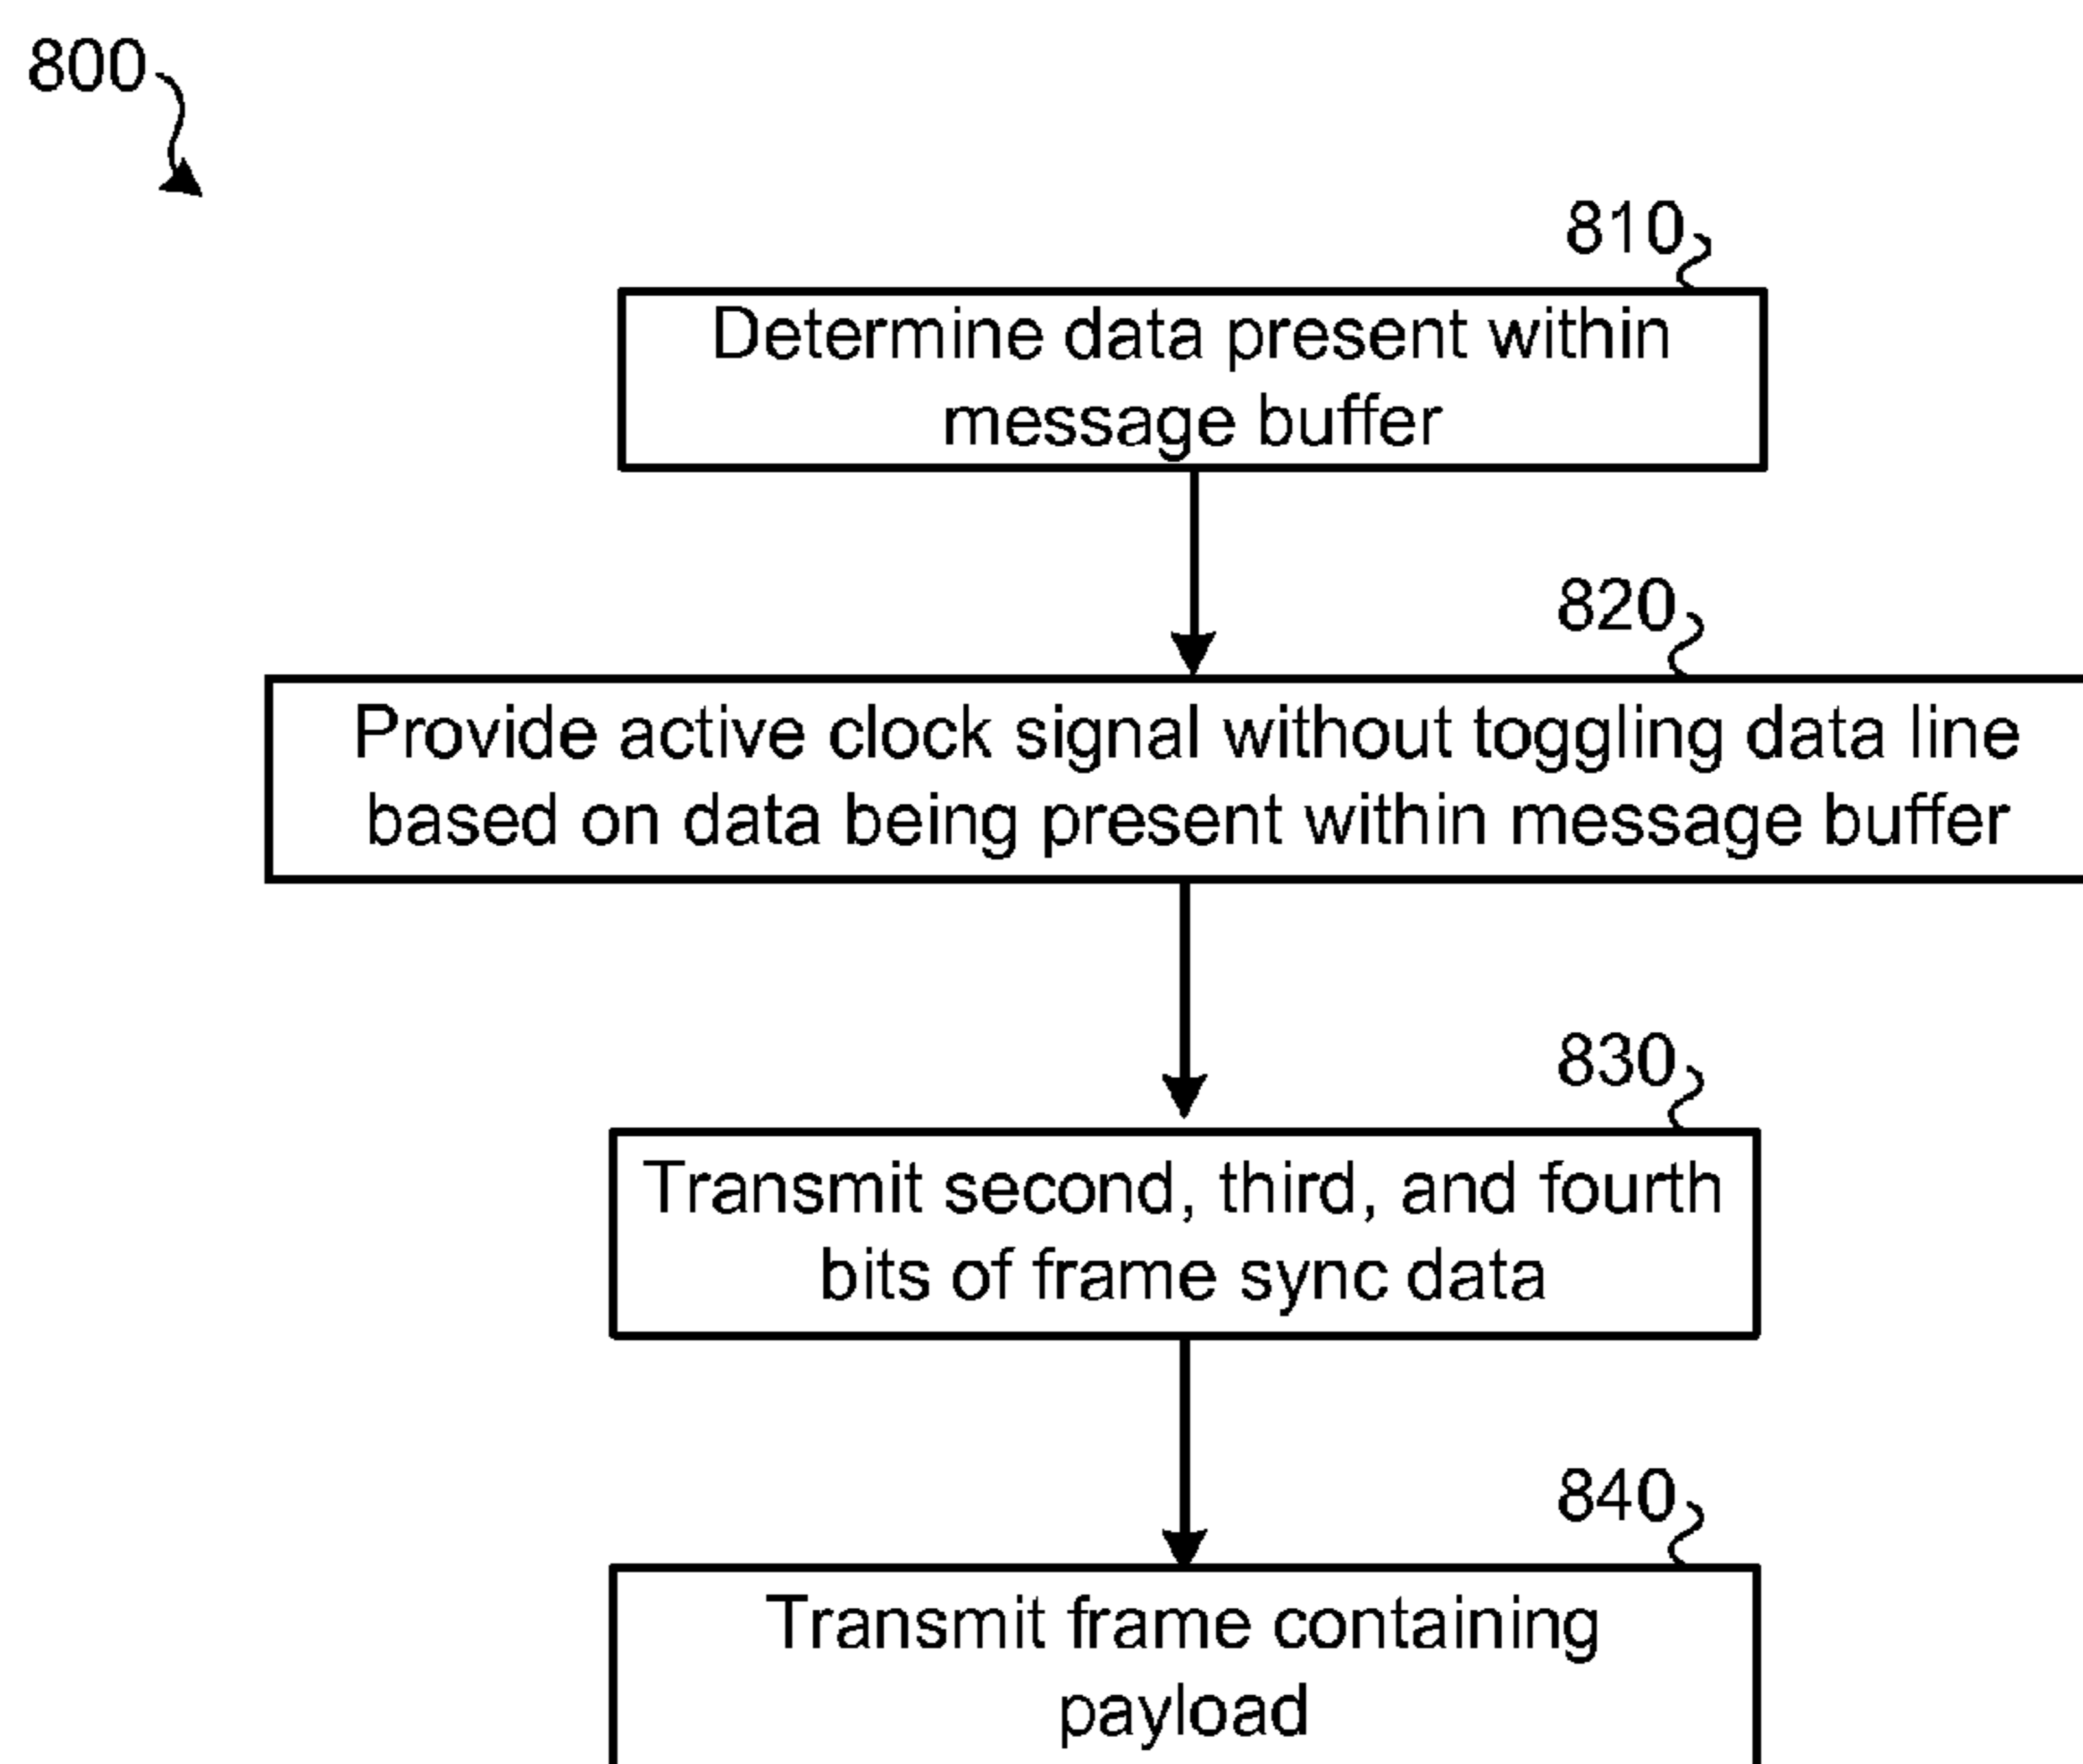 800
810
Determine data present within
message buffer
820
Provide active clock signal without toggling data line
based on data being present within message buffer
830
Transmit second, third, and fourth
bits of frame sync data
840
Transmit frame containing
payload